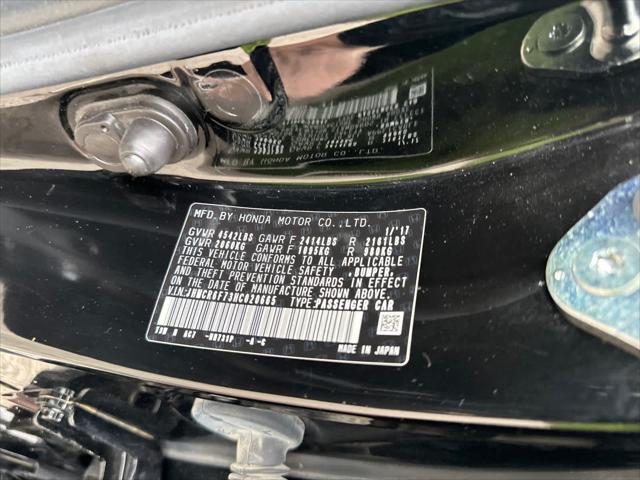 MFD.BY HONDA MOTOR CO.,LTD. 1/'17
GVWR 4542LBS GAWR F 2414LBS R 2161LBS
GVWR 2060KG GAWR F 1095KG R 980KG
THIS VEHICLE CONFORMS TO ALL APPLICABLE
FEDERAL MOTOR VEHICLE SAFETY, BUMPER,
AND THEFT PREVENTION STANDARDS IN EFFECT
ON THE DATE OF MANUFACTURE SHOWN ABOVE.
VIN:JHMCR6F73HC020665 TYPE:PASSENGER CAR
-A-C
MADE IN JAPAN